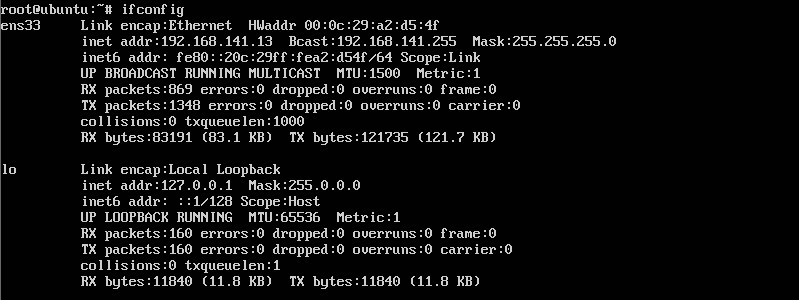 root@ubuntu:~# ifconfig
ens33     Link encap:Ethernet  HWaddr 00:0c:29:a2:d5:4f
          inet addr:192.168.141.13  Bcast:192.168.141.255  Mask:255.255.255.0
          inet6 addr: fe80::20c:29ff:fea2:d54f/64 Scope:Link
          UP BROADCAST RUNNING MULTICAST  MTU:1500  Metric:1
          RX packets:869 errors:0 dropped:0 overruns:0 frame:0
          TX packets:1348 errors:0 dropped:0 overruns:0 carrier:0
          collisions:0 txqueuelen:1000
          RX bytes:83191 (83.1 KB)  TX bytes:121735 (121.7 KB)

lo        Link encap:Local Loopback
          inet addr:127.0.0.1  Mask:255.0.0.0
          inet6 addr: ::1/128 Scope:Host
          UP LOOPBACK RUNNING  MTU:65536  Metric:1
          RX packets:160 errors:0 dropped:0 overruns:0 frame:0
          TX packets:160 errors:0 dropped:0 overruns:0 carrier:0
          collisions:0 txqueuelen:1
          RX bytes:11840 (11.8 KB)  TX bytes:11840 (11.8 KB)